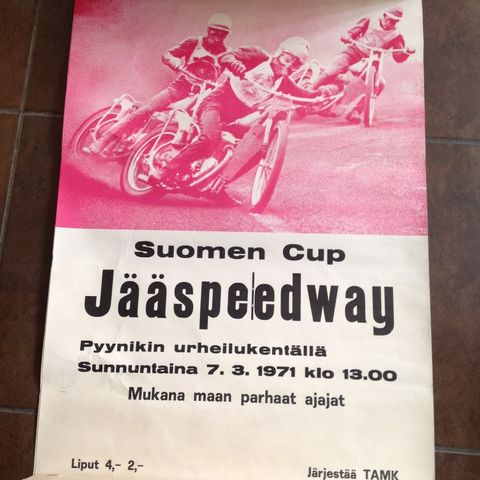 Suomen Cup
Jääspeedway
Pyynikin urheilukentällä
Sunnuntaina 7. 3. 1971 klo 13.00
Mukana maan parhaat ajajat
Liput 4,- 2,-
Järjestää TAMK